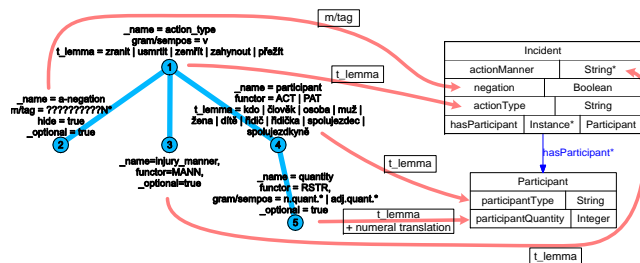 m/tag
_name = action_type
gram/sempos = v
t_lemma = zranit | usmrtit | zemřít | zahynout | přežít
1
t_lemma
_name = a-negation
m/tag = ??????????N*
hide = true
_optional = true
2
_name = participant
functor = ACT | PAT
t_lemma = kdo | člověk | osoba | muž |
žena | dítě | řidič | řidička | spolujezdec |
spolujezdkyně
3
4
_name=injury_manner,
functor=MANN,
_optional=true
_name = quantity
functor = RSTR,
gram/sempos = n.quant.* | adj.quant.*
_optional = true
5
t_lemma
t_lemma
+ numeral translation
t_lemma
Incident
actionManner String*
negation Boolean
actionType String
hasParticipant Instance* Participant
hasParticipant*
Participant
participantType String
participantQuantity Integer